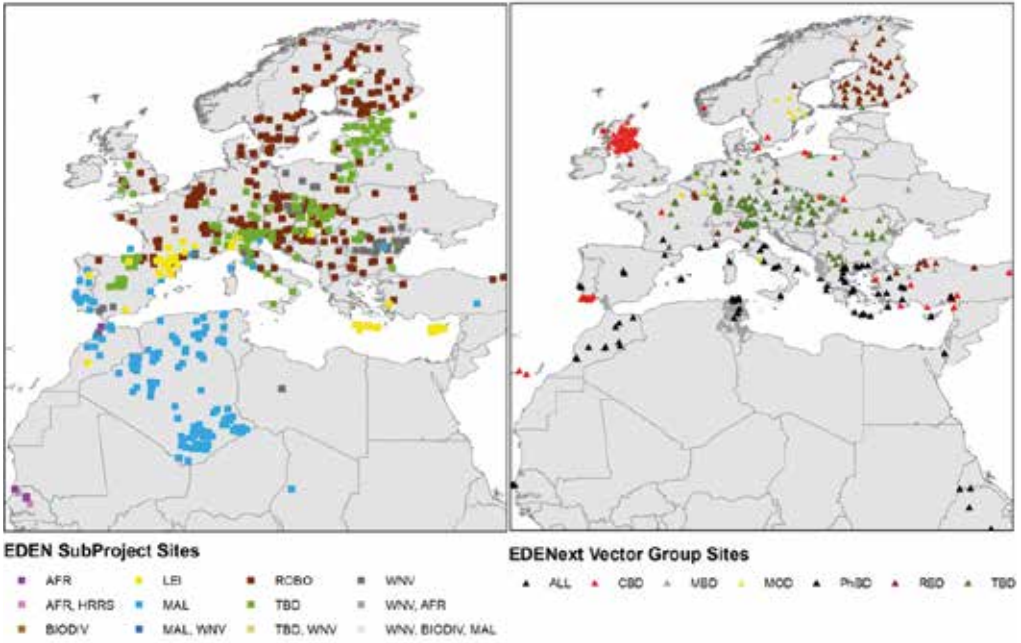 EDEN SubProject Sites
AFR LEI ROBO WNV
AFR, HRRS MAL TBD WNV, AFR
BIODIV MAL, WNV TBD, WNV WNV, BIODIV, MAL
EDENext Vector Group Sites
ALL CBD MBD MOD PhBD RBD TBD